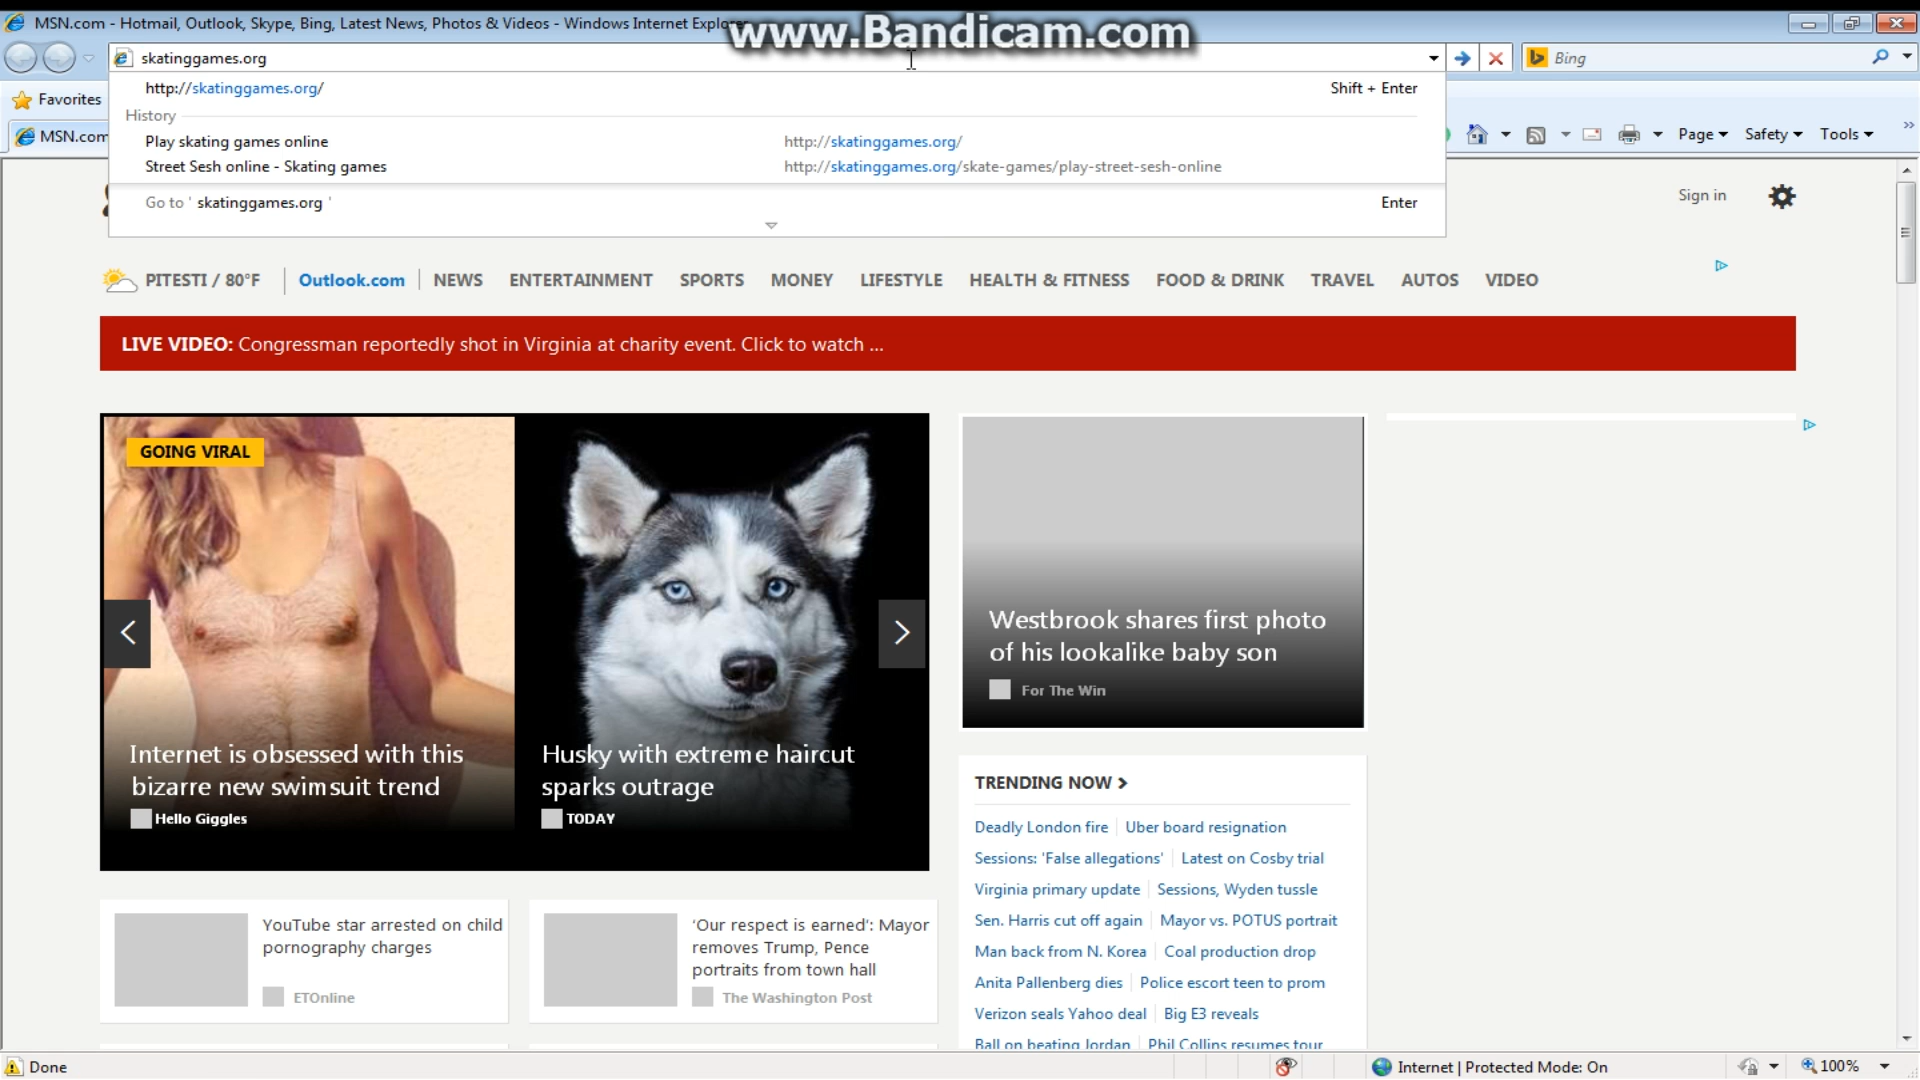 MSN.com - Hotmail, Outlook, Skype, Bing, Latest News, Photos & Videos - Windows Internet Explorer
www.Bandicam.com
skatinggames.org
Bing
http://skatinggames.org/ Shift + Enter
History
Play skating games online http://skatinggames.org/
Street Sesh online - Skating games http://skatinggames.org/skate-games/play-street-sesh-online
Go to ' skatinggames.org ' Enter
Favorites
MSN.com
Page Safety Tools
Sign in
PITESTI / 80°F Outlook.com NEWS ENTERTAINMENT SPORTS MONEY LIFESTYLE HEALTH & FITNESS FOOD & DRINK TRAVEL AUTOS VIDEO
LIVE VIDEO: Congressman reportedly shot in Virginia at charity event. Click to watch ...
GOING VIRAL
Internet is obsessed with this
bizarre new swimsuit trend
Hello Giggles
Husky with extreme haircut
sparks outrage
TODAY
Westbrook shares first photo
of his lookalike baby son
For The Win
TRENDING NOW >
Deadly London fire Uber board resignation
Sessions: 'False allegations' Latest on Cosby trial
Virginia primary update Sessions, Wyden tussle
Sen. Harris cut off again Mayor vs. POTUS portrait
Man back from N. Korea Coal production drop
Anita Pallenberg dies Police escort teen to prom
Verizon seals Yahoo deal Big E3 reveals
Ball on beating Jordan Phil Collins resumes tour
YouTube star arrested on child
pornography charges
ETOnline
‘Our respect is earned’: Mayor
removes Trump, Pence
portraits from town hall
The Washington Post
Done
Internet | Protected Mode: On
100%